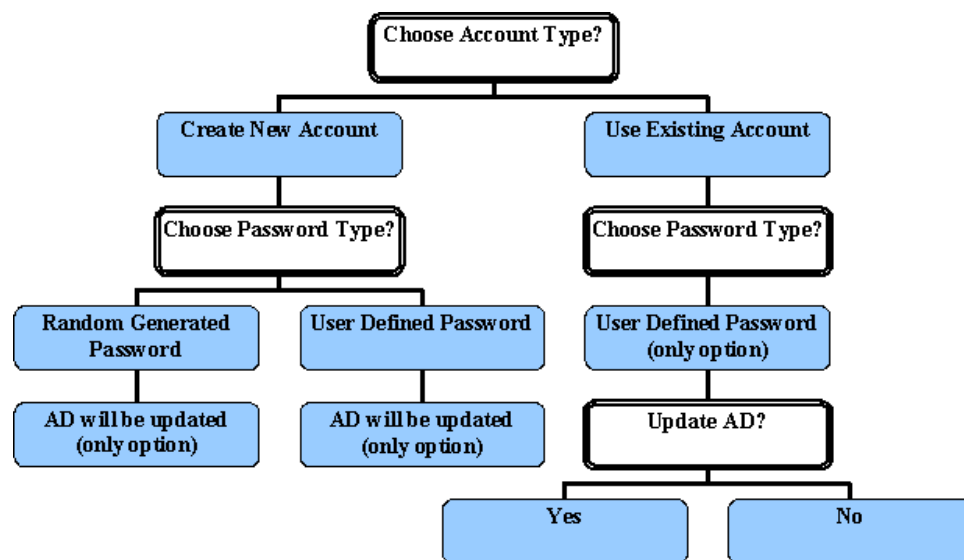 Choose Account Type?
Create New Account
Use Existing Account
Choose Password Type?
Choose Password Type?
Random Generated
Password
User Defined Password
User Defined Password
(only option)
AD will be updated
(only option)
AD will be updated
(only option)
Update AD?
Yes
No